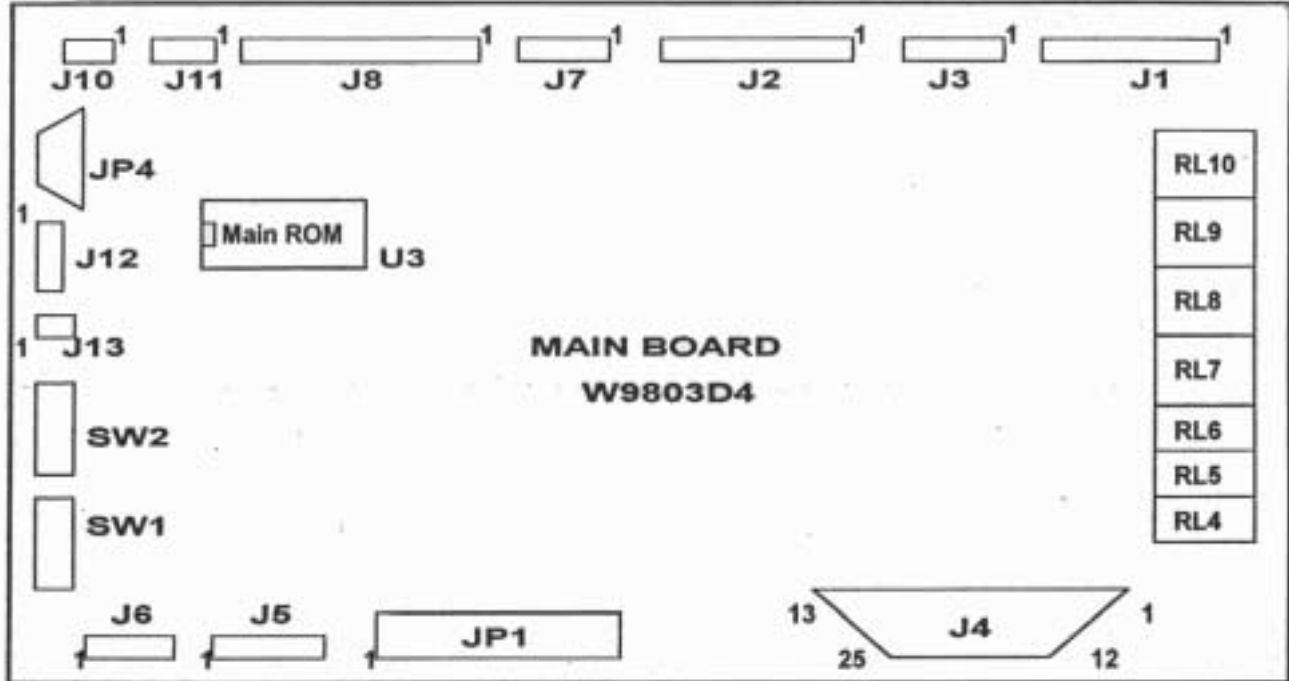 1 1 1 1 1 1 1
J10 J11 J8 J7 J2 J3 J1
JP4
RL10
1
Main ROM
J12
U3
RL9
RL8
1
J13
MAIN BOARD
W9803D4
RL7
SW2
RL6
RL5
SW1
RL4
J6 J5
1 1 1
JP1
13
J4
1
25
12